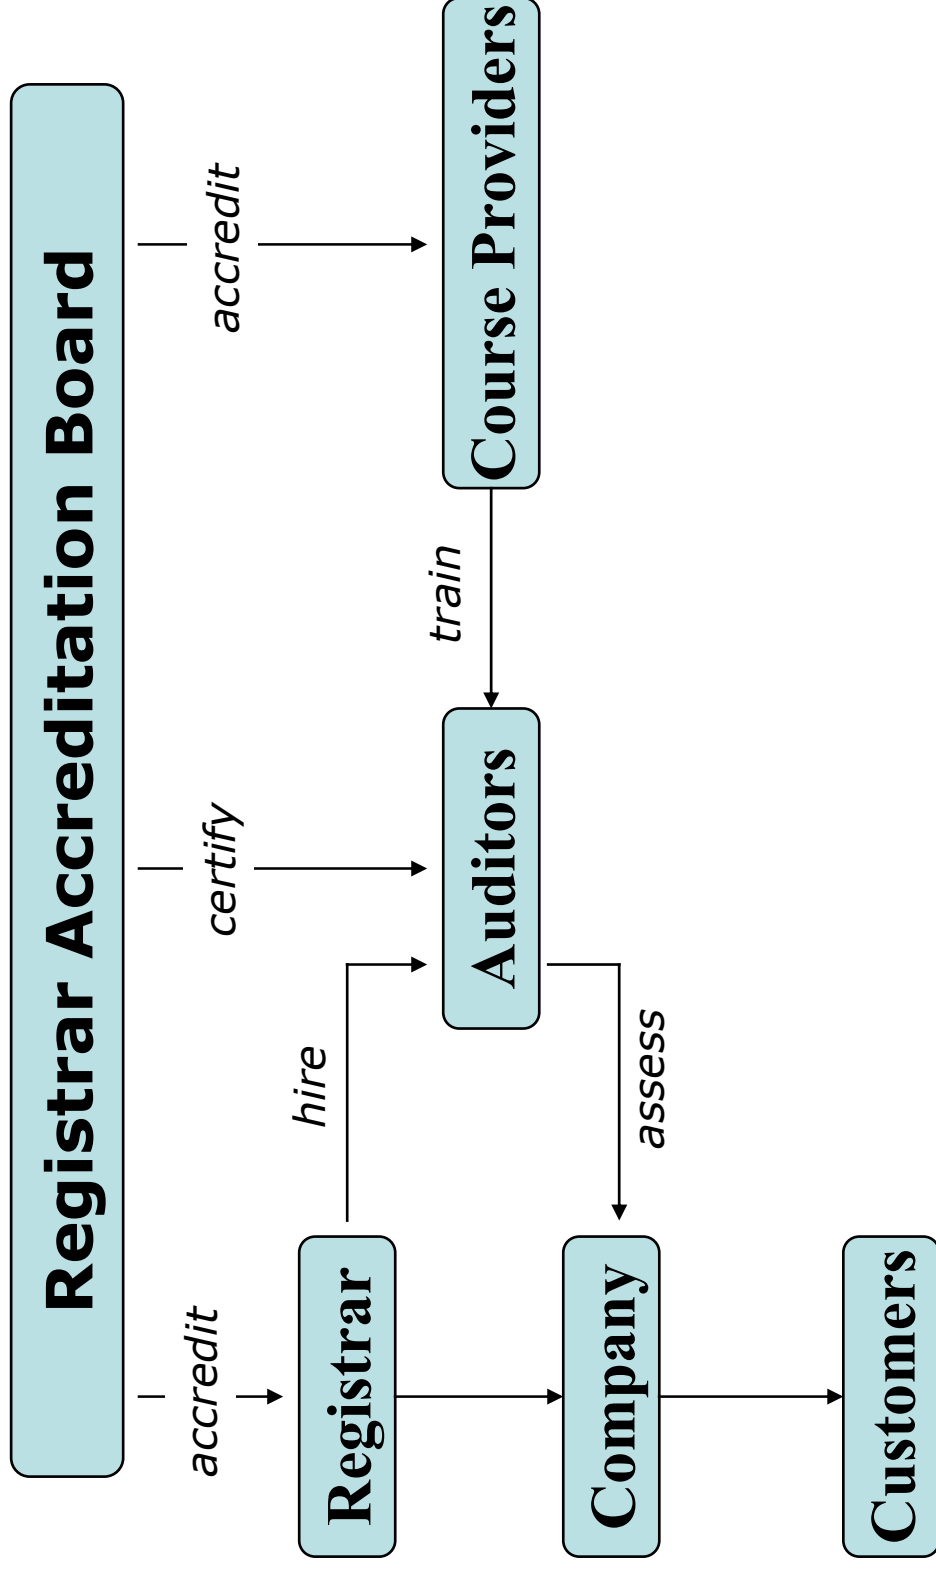 Registrar Accreditation Board
accredit
certify
accredit
Registrar
hire
Auditors
train
Course Providers
assess
Company
Customers